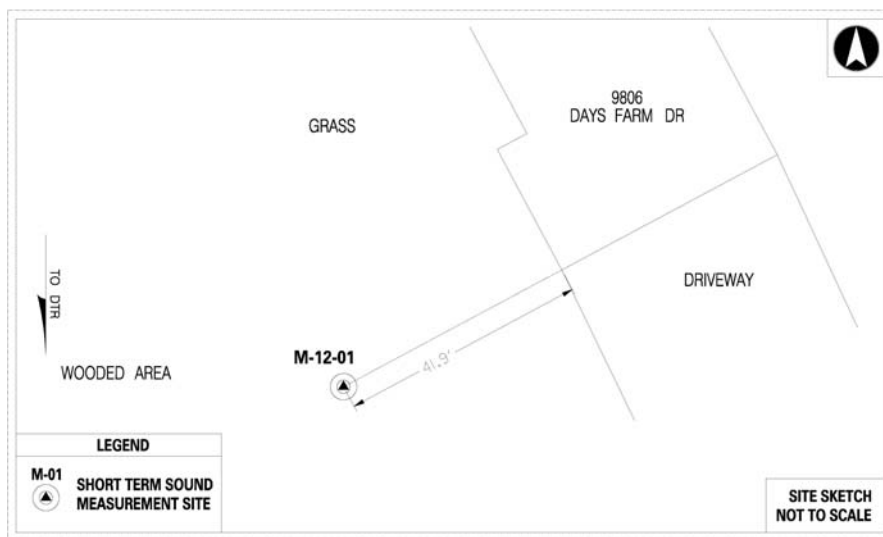 9806
DAYS FARM DR
GRASS
DRIVEWAY
TO DTR
WOODED AREA
M-12-01
41.9'
LEGEND
M-01
SHORT TERM SOUND
MEASUREMENT SITE
SITE SKETCH
NOT TO SCALE